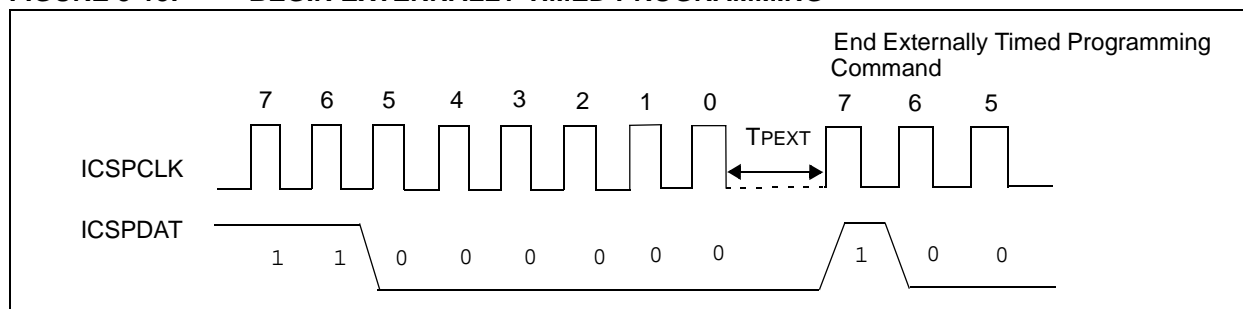 End Externally Timed Programming
Command
7 6 5 4 3 2 1 0 7 6 5
TPEXT
ICSPCLK
ICSPDAT
1 1 0 0 0 0 0 0 1 0 0